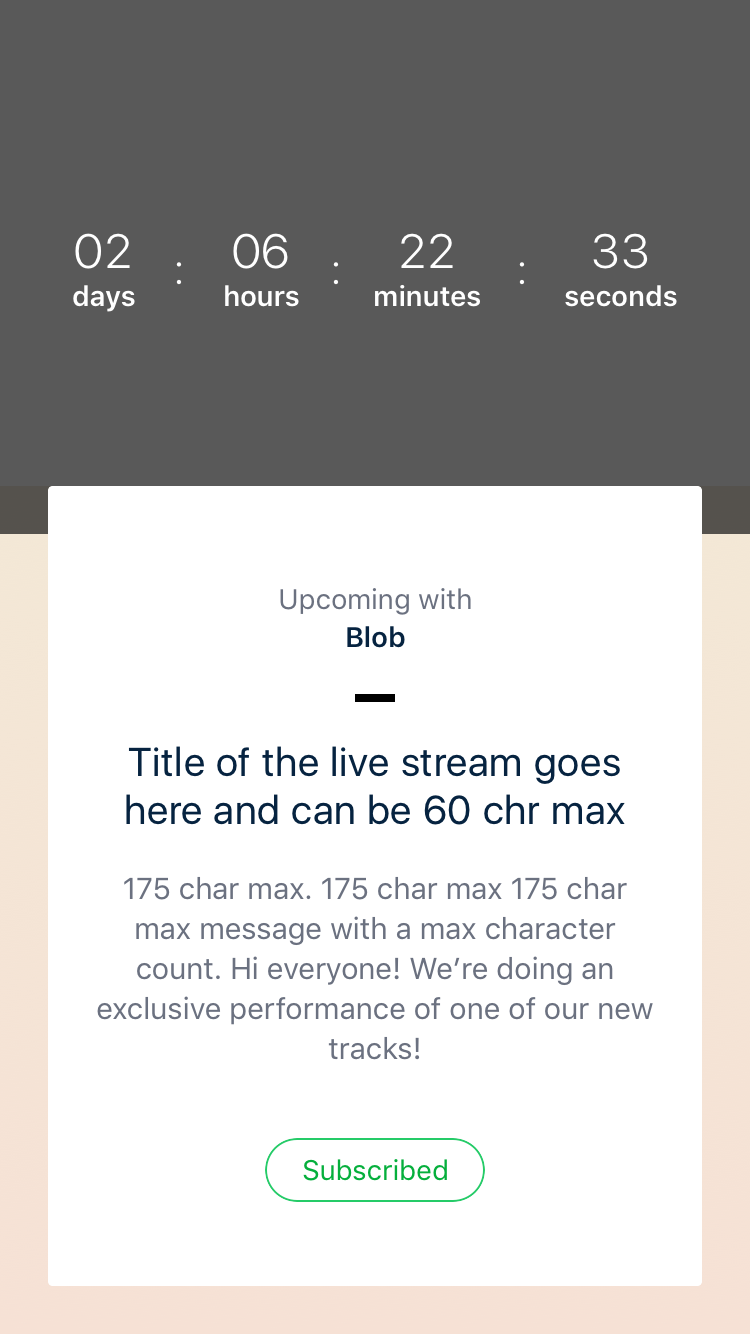 02 : 06 : 22 : 33
days hours minutes seconds
Upcoming with
Blob
Title of the live stream goes
here and can be 60 chr max
175 char max. 175 char max 175 char
max message with a max character
count. Hi everyone! We’re doing an
exclusive performance of one of our new
tracks!
Subscribed